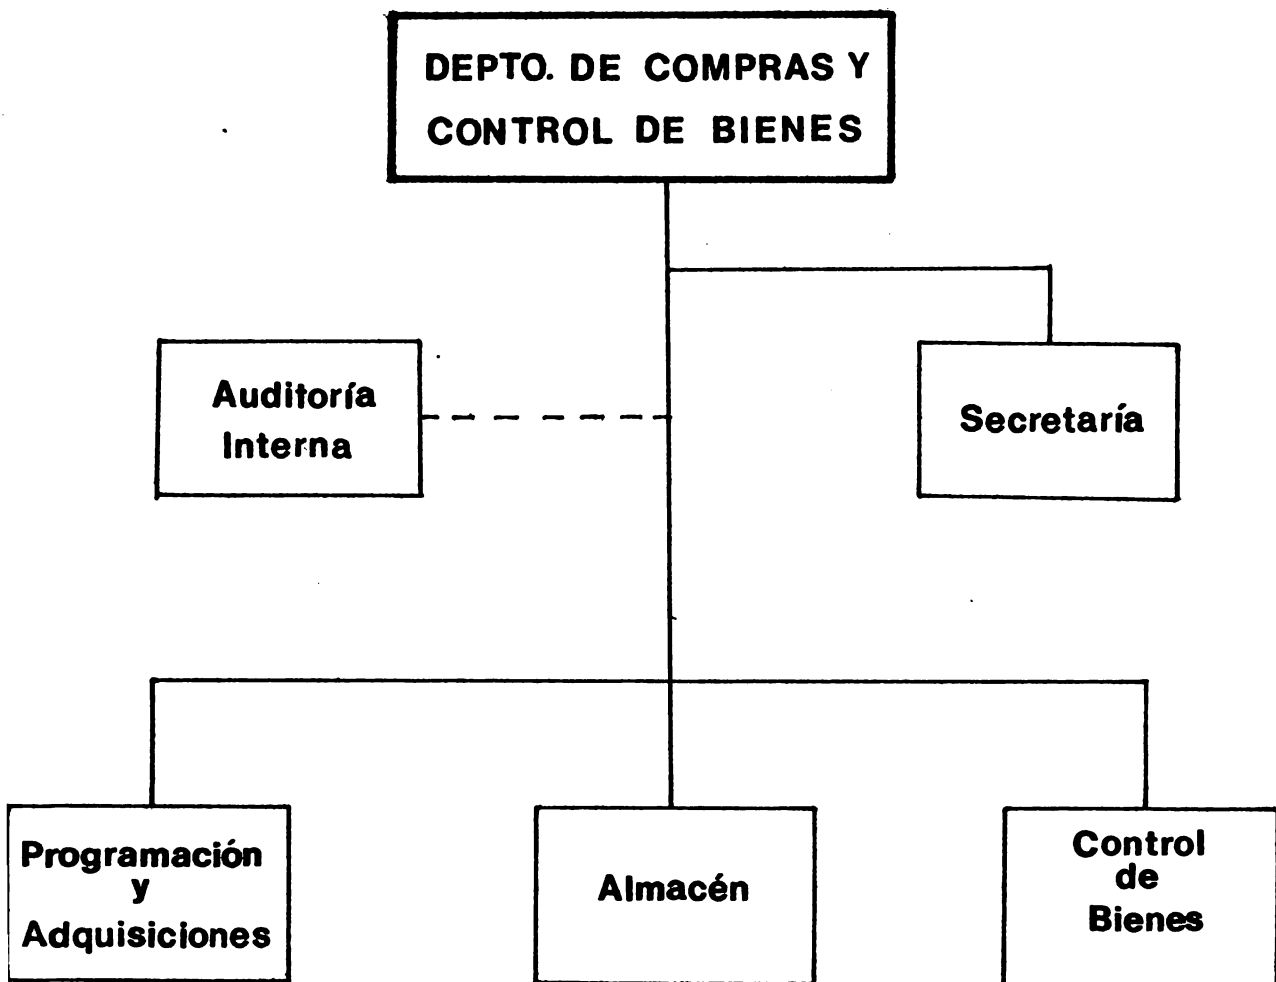 DEPTO. DE COMPRAS Y
CONTROL DE BIENES
Auditoría
Interna
Secretaría
Programación
y
Adquisiciones
Almacén
Control
de
Bienes